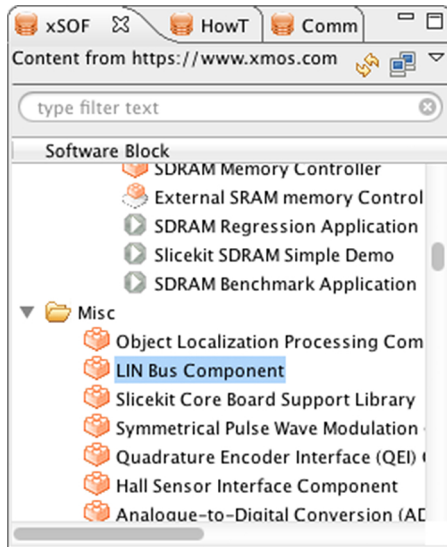 xSOF HowT Comm
Content from https://www.xmos.com
type filter text
Software Block
SDRAM Memory Controller
External SRAM memory Control
SDRAM Regression Application
Slicekit SDRAM Simple Demo
SDRAM Benchmark Application
Misc
Object Localization Processing Com
LIN Bus Component
Slicekit Core Board Support Library
Symmetrical Pulse Wave Modulation
Quadrature Encoder Interface (QEI)
Hall Sensor Interface Component
Analogue-to-Digital Conversion (AD